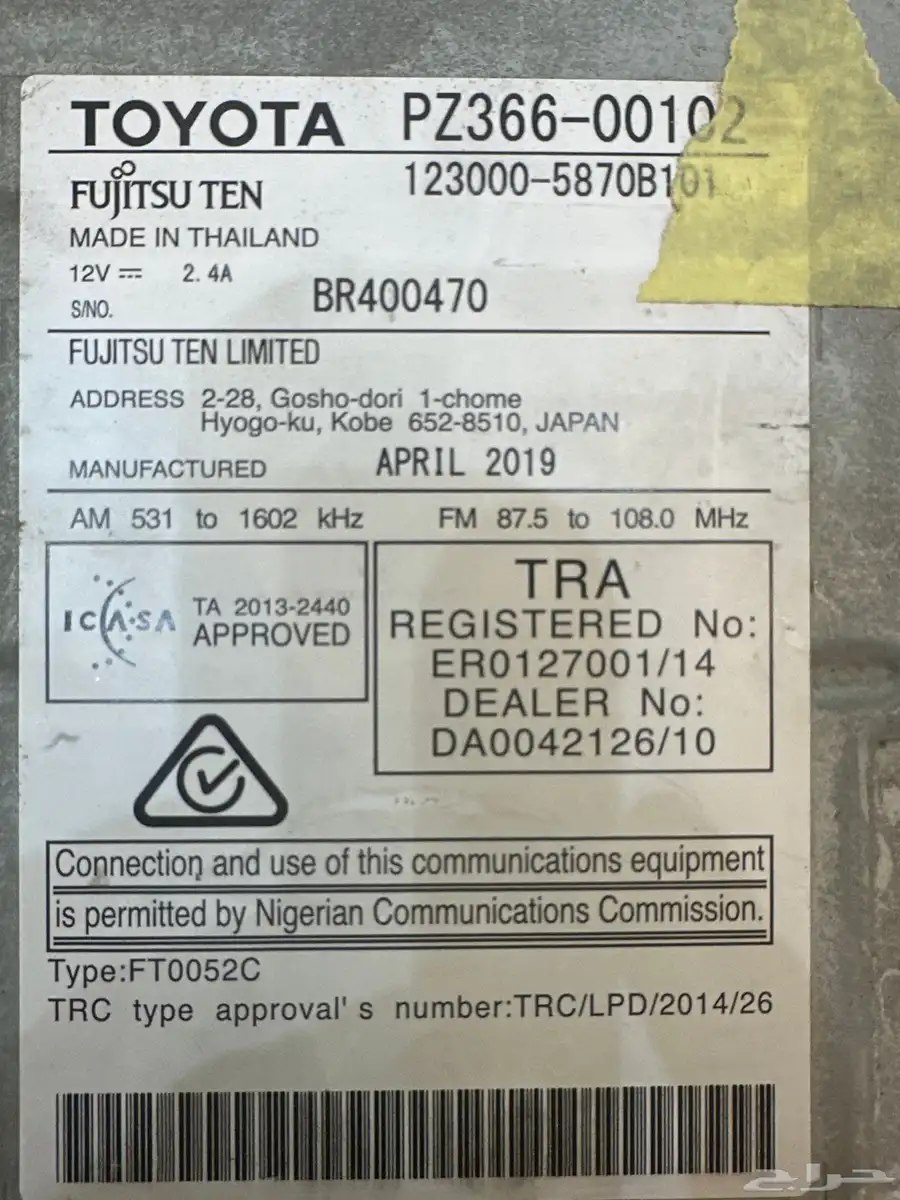 TOYOTA PZ366-00102
FUJITSU TEN 123000-5870B101
MADE IN THAILAND
12V ⎓ 2.4A
S/NO. BR400470
FUJITSU TEN LIMITED
ADDRESS 2-28, Gosho-dori 1-chome
Hyogo-ku, Kobe 652-8510, JAPAN
MANUFACTURED APRIL 2019
AM 531 to 1602 kHz FM 87.5 to 108.0 MHz
ICASA TA 2013-2440
APPROVED
TRA
REGISTERED No:
ER0127001/14
DEALER No:
DA0042126/10
Connection and use of this communications equipment
is permitted by Nigerian Communications Commission.
Type:FT0052C
TRC type approval's number:TRC/LPD/2014/26
حراج